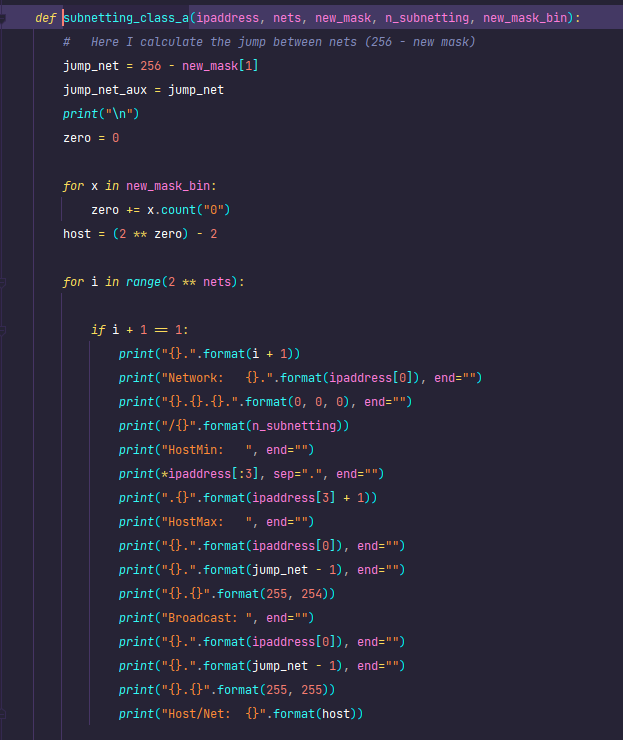 def subnetting_class_a(ipaddress, nets, new_mask, n_subnetting, new_mask_bin):
#   Here I calculate the jump between nets (256 - new mask)
jump_net = 256 - new_mask[1]
jump_net_aux = jump_net
print("\n")
zero = 0
for x in new_mask_bin:
zero += x.count("0")
host = (2 ** zero) - 2
for i in range(2 ** nets):
if i + 1 == 1:
print("{}.".format(i + 1))
print("Network:   {}.".format(ipaddress[0]), end="")
print("{}.{}.{}.".format(0, 0, 0), end="")
print("/{}".format(n_subnetting))
print("HostMin:   ", end="")
print(*ipaddress[:3], sep=".", end="")
print(".{}".format(ipaddress[3] + 1))
print("HostMax:   ", end="")
print("{}.".format(ipaddress[0]), end="")
print("{}.".format(jump_net - 1), end="")
print("{}.{}".format(255, 254))
print("Broadcast: ", end="")
print("{}.".format(ipaddress[0]), end="")
print("{}.".format(jump_net - 1), end="")
print("{}.{}".format(255, 255))
print("Host/Net:  {}".format(host))